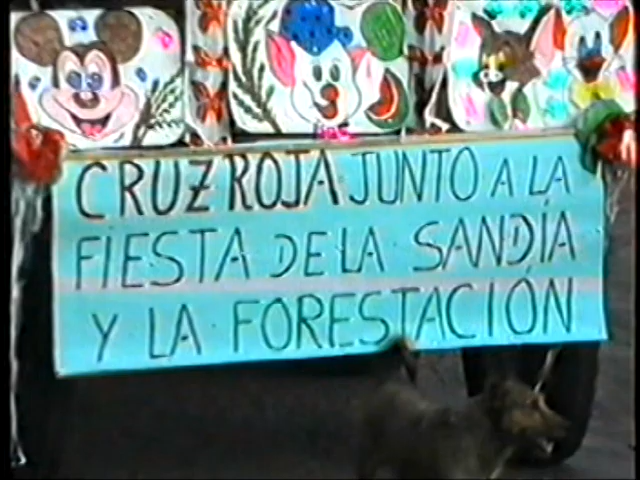 CRUZ ROJA JUNTO A LA
FIESTA DE LA SANDÍA
Y LA FORESTACIÓN